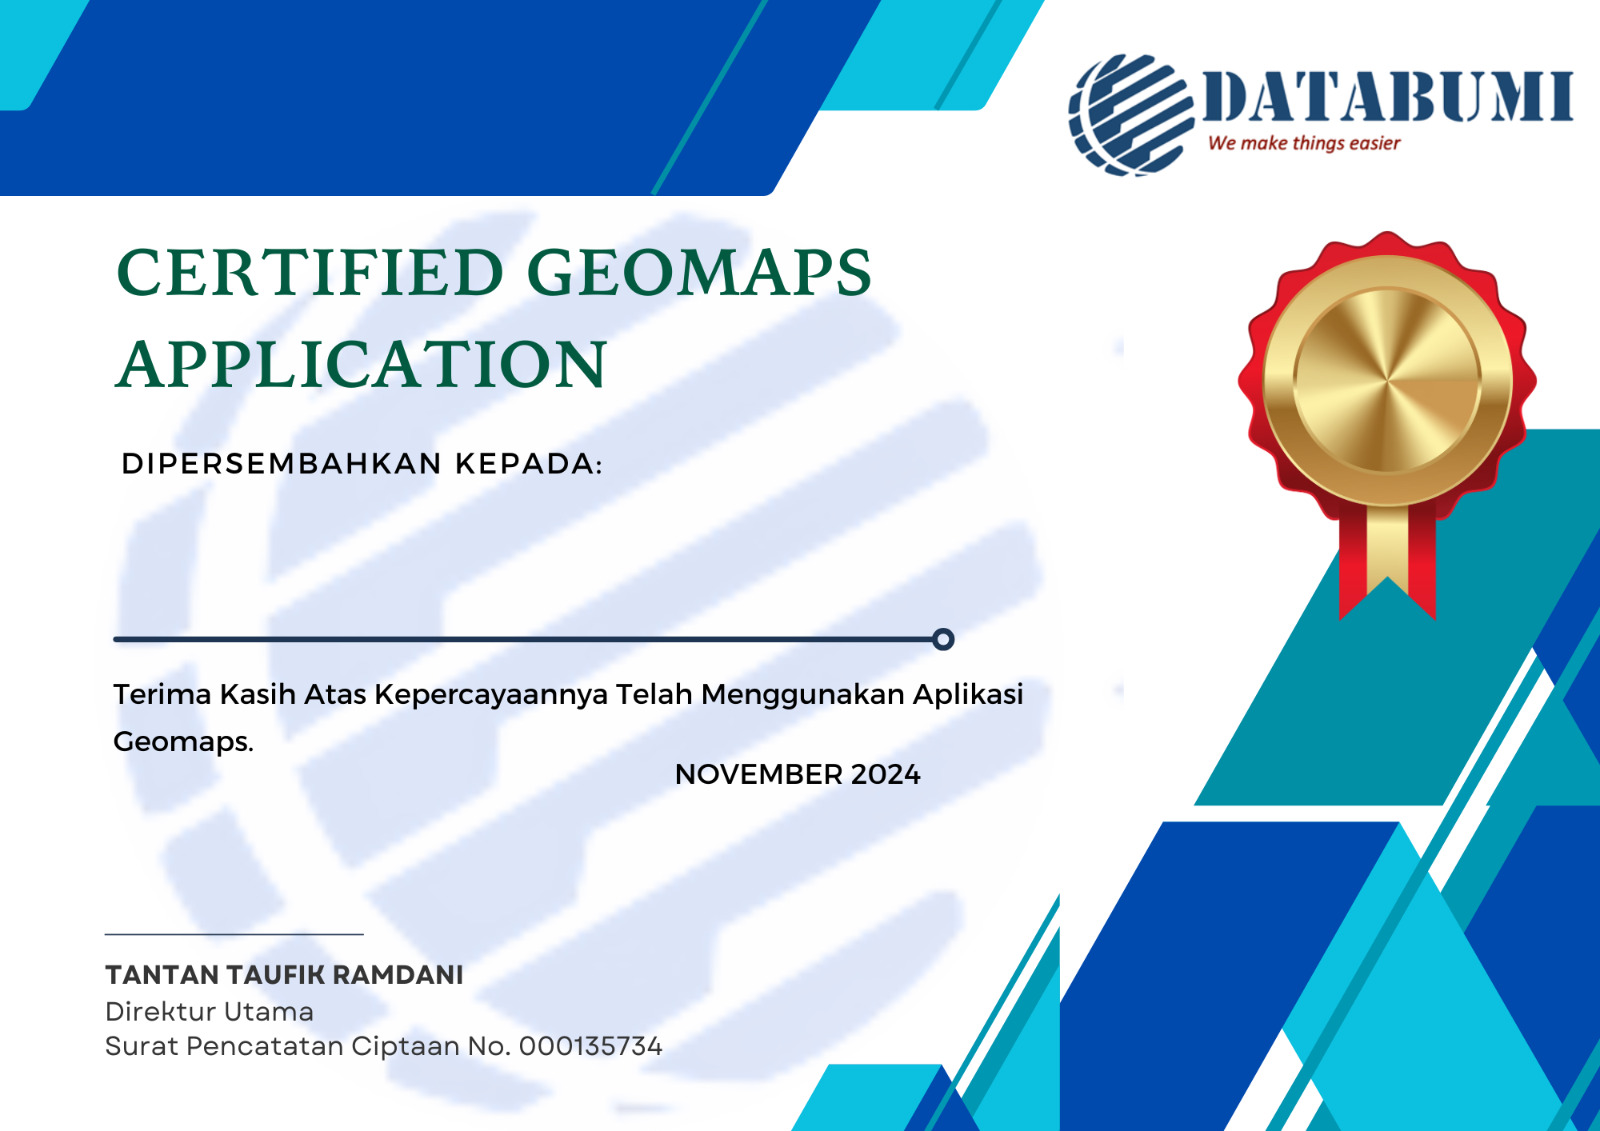 DATABUMI
We make things easier
CERTIFIED GEOMAPS
APPLICATION
DIPERSEMBAHKAN KEPADA:
Terima Kasih Atas Kepercayaannya Telah Menggunakan Aplikasi
Geomaps.
NOVEMBER 2024
TANTAN TAUFIK RAMDANI
Direktur Utama
Surat Pencatatan Ciptaan No. 000135734